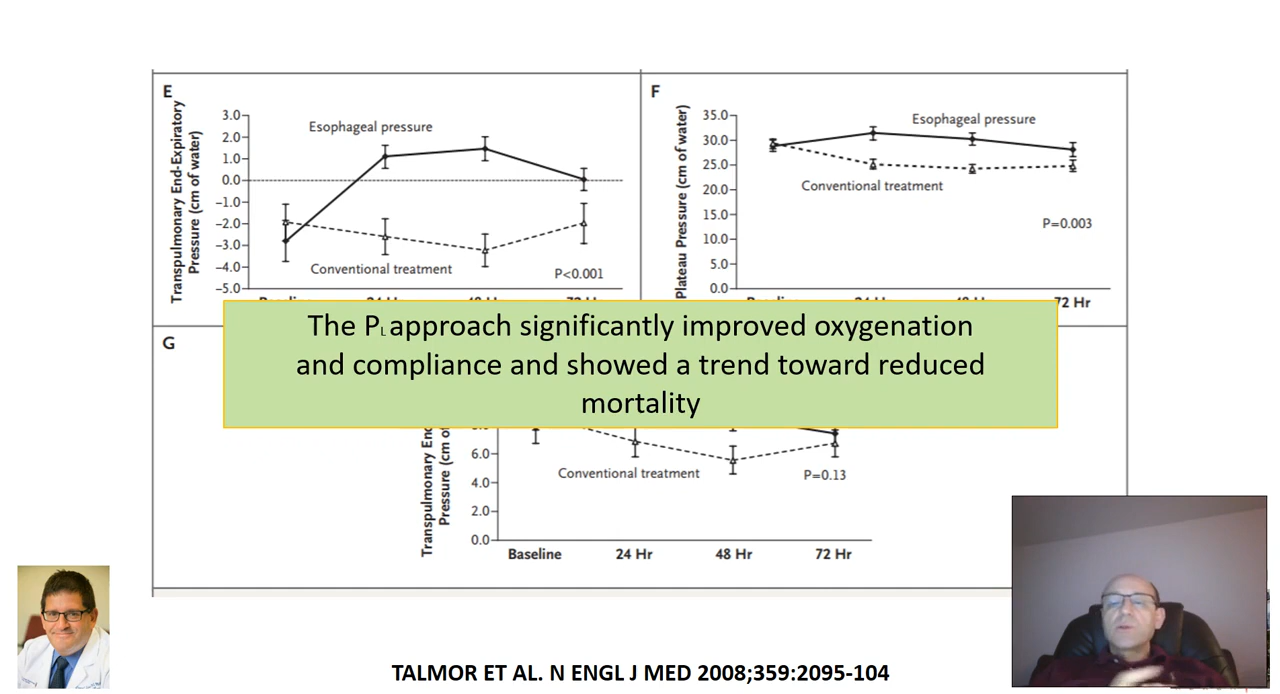 E
Transpulmonary End-Expiratory
Pressure (cm of water)
3.0
2.0
1.0
0.0
−1.0
−2.0
−3.0
−4.0
−5.0
Esophageal pressure
Conventional treatment
P<0.001
F
Plateau Pressure (cm of water)
35.0
30.0
25.0
20.0
15.0
10.0
5.0
0.0
Esophageal pressure
Conventional treatment
P=0.003
72 Hr
The PL approach significantly improved oxygenation
and compliance and showed a trend toward reduced
mortality
G
Transpulmonary
Pressure (cm of
6.0
4.0
2.0
0.0
Conventional treatment
P=0.13
Baseline 24 Hr 48 Hr 72 Hr
TALMOR ET AL. N ENGL J MED 2008;359:2095-104